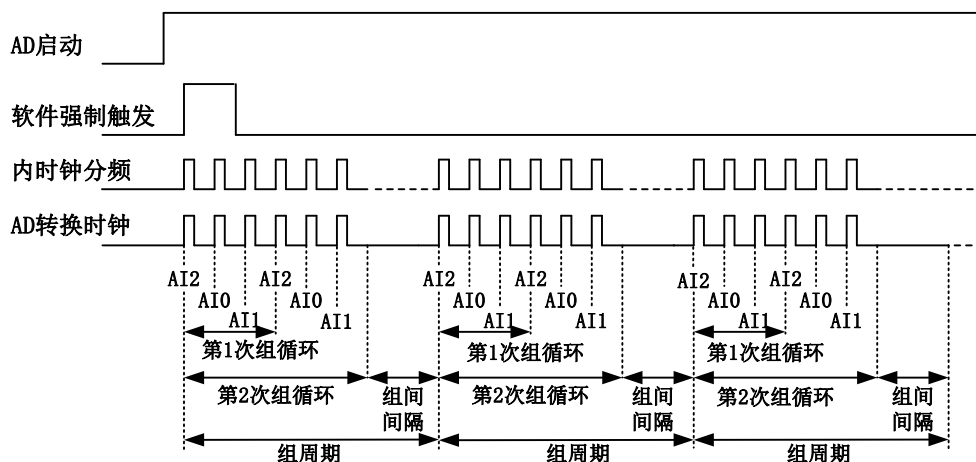 AD启动
软件强制触发
内时钟分频
AD转换时钟
AI2 AI2 AI2 AI2 AI2 AI2
AI0 AI0 AI0 AI0 AI0 AI0
AI1 AI1 AI1 AI1 AI1 AI1
第1次组循环 第1次组循环 第1次组循环
第2次组循环 组间间隔 第2次组循环 组间间隔 第2次组循环 组间间隔
组周期 组周期 组周期